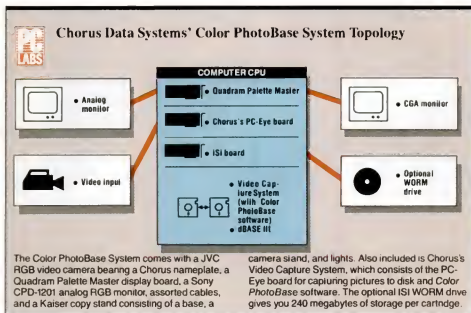 PC
LABS
Chorus Data Systems' Color PhotoBase System Topology
COMPUTER CPU
• Analog
monitor
• Video input
• Quadram Palette Master
• Chorus's PC-Eye board
• iSi board
• Video Cap-
ture System
(with Color
PhotoBase
software)
• dBASE III
• CGA monitor
• Optional
WORM
drive
The Color PhotoBase System comes with a JVC
RGB video camera bearing a Chorus nameplate, a
Quadram Palette Master display board, a Sony
CPD-1201 analog RGB monitor, assorted cables,
and a Kaiser copy stand consisting of a base, a
camera stand, and lights. Also included is Chorus's
Video Capture System, which consists of the PC-
Eye board for capturing pictures to disk and Color
PhotoBase software. The optional ISI WORM drive
gives you 240 megabytes of storage per cartridge.